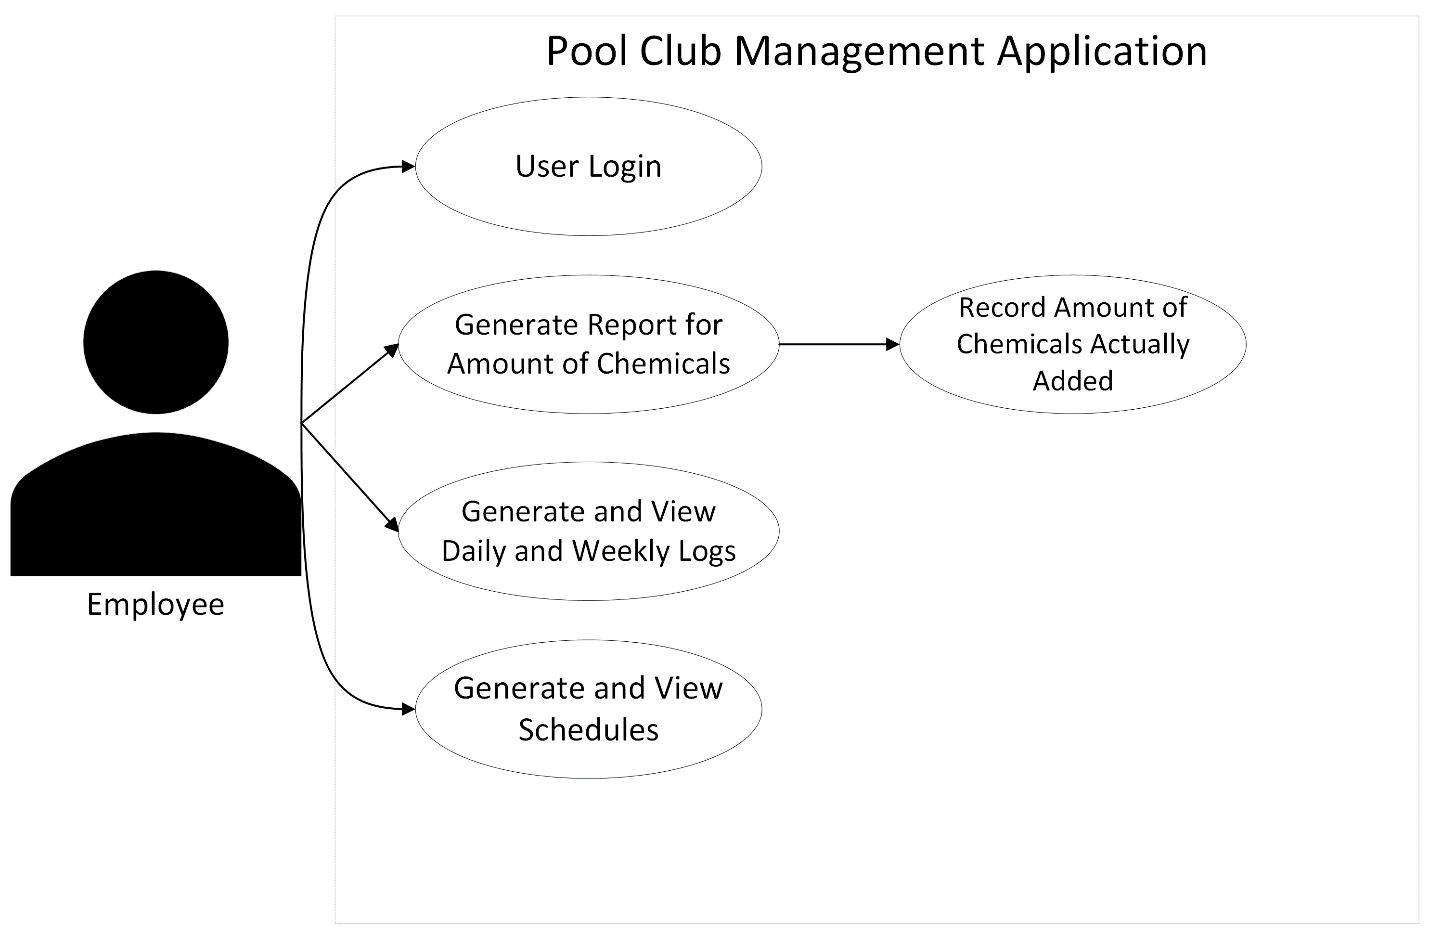 Pool Club Management Application
User Login
Generate Report for
Amount of Chemicals
Record Amount of
Chemicals Actually
Added
Generate and View
Daily and Weekly Logs
Employee
Generate and View
Schedules